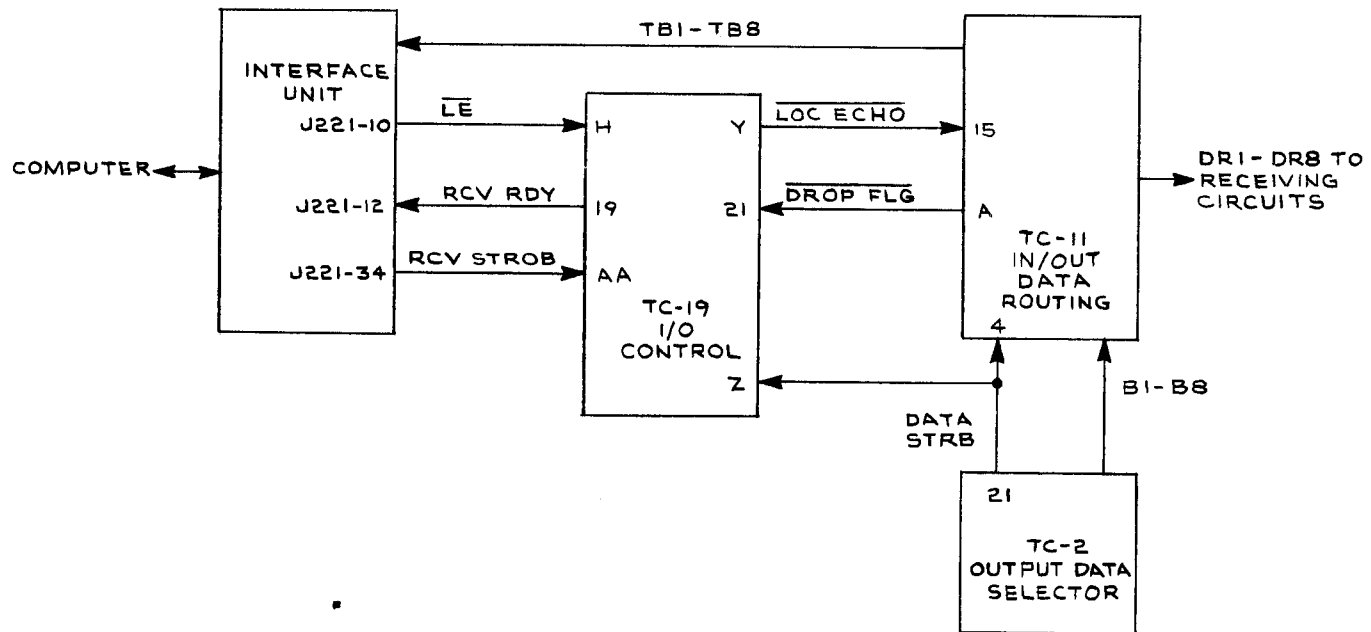 TB1-TB8
INTERFACE
UNIT
J221-10
LE
H
Y
LOC ECHO
15
COMPUTER
DR1-DR8 TO
RECEIVING
CIRCUITS
J221-12
RCV RDY
19
21
DROP FLG
A
J221-34
RCV STROB
AA
TC-19
I/O
CONTROL
TC-11
IN/OUT
DATA
ROUTING
4
Z
B1-B8
DATA
STRB
21
TC-2
OUTPUT DATA
SELECTOR